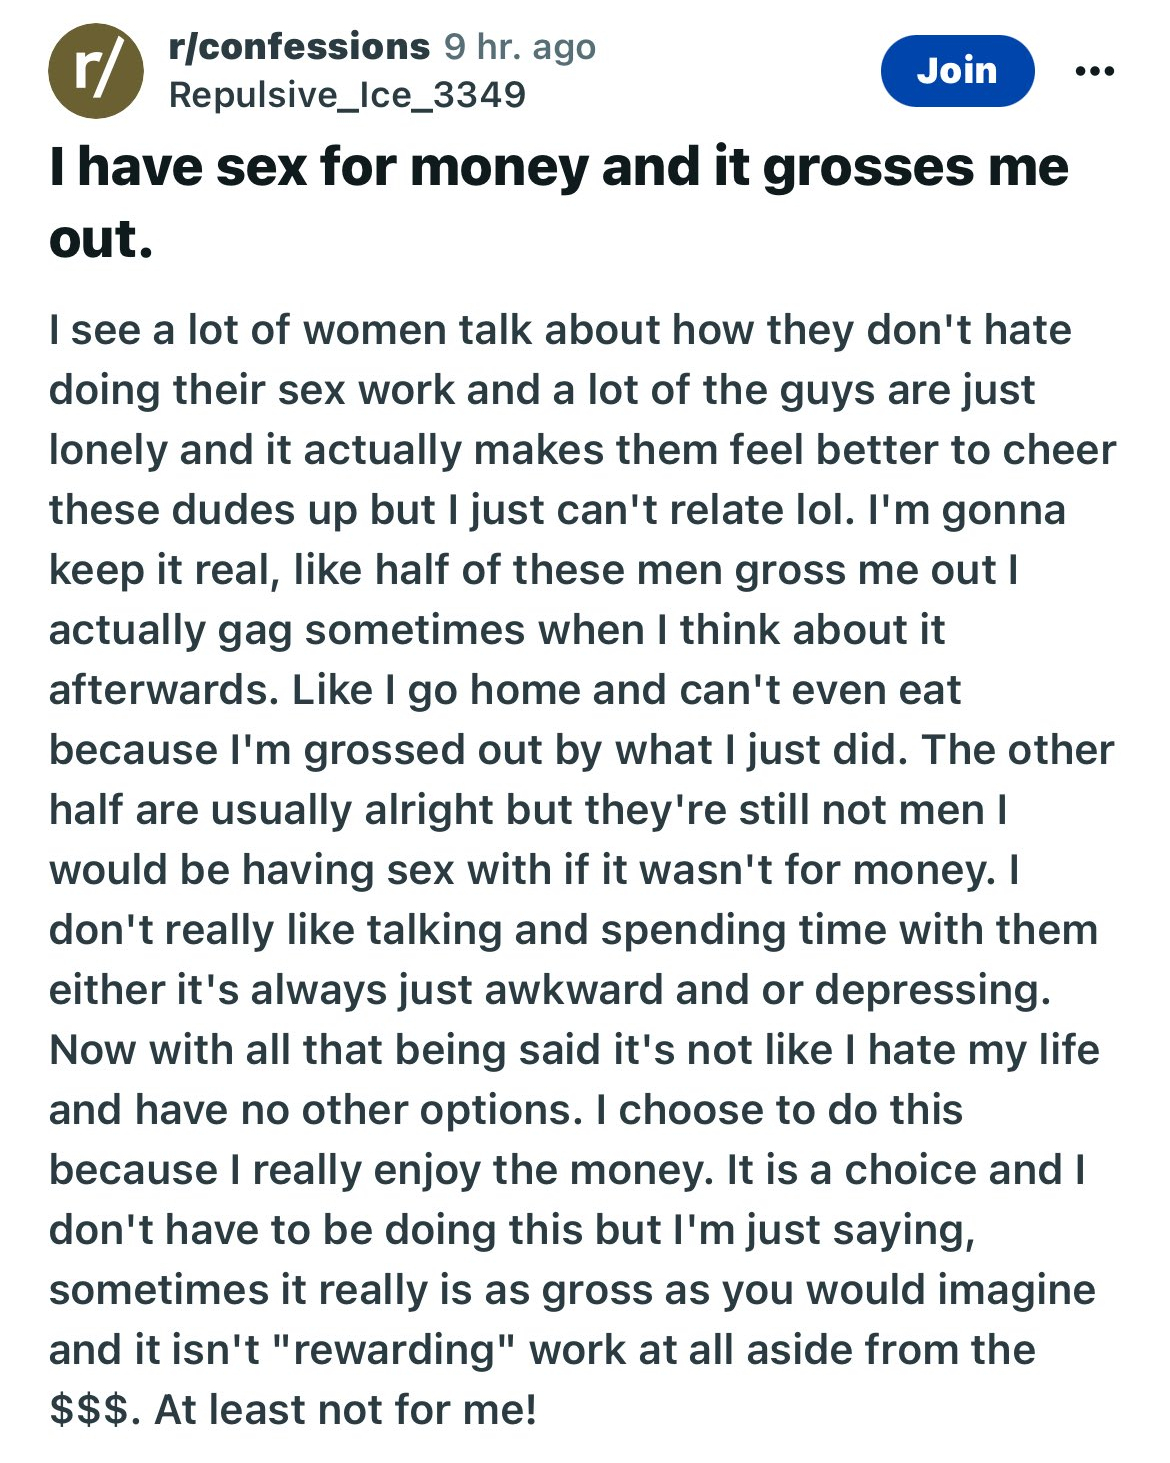 r/
r/confessions 9 hr. ago
Repulsive_Ice_3349
Join
I have sex for money and it grosses me
out.
I see a lot of women talk about how they don't hate
doing their sex work and a lot of the guys are just
lonely and it actually makes them feel better to cheer
these dudes up but I just can't relate lol. I'm gonna
keep it real, like half of these men gross me out I
actually gag sometimes when I think about it
afterwards. Like I go home and can't even eat
because I'm grossed out by what I just did. The other
half are usually alright but they're still not men I
would be having sex with if it wasn't for money. I
don't really like talking and spending time with them
either it's always just awkward and or depressing.
Now with all that being said it's not like I hate my life
and have no other options. I choose to do this
because I really enjoy the money. It is a choice and I
don't have to be doing this but I'm just saying,
sometimes it really is as gross as you would imagine
and it isn't "rewarding" work at all aside from the
$$$. At least not for me!